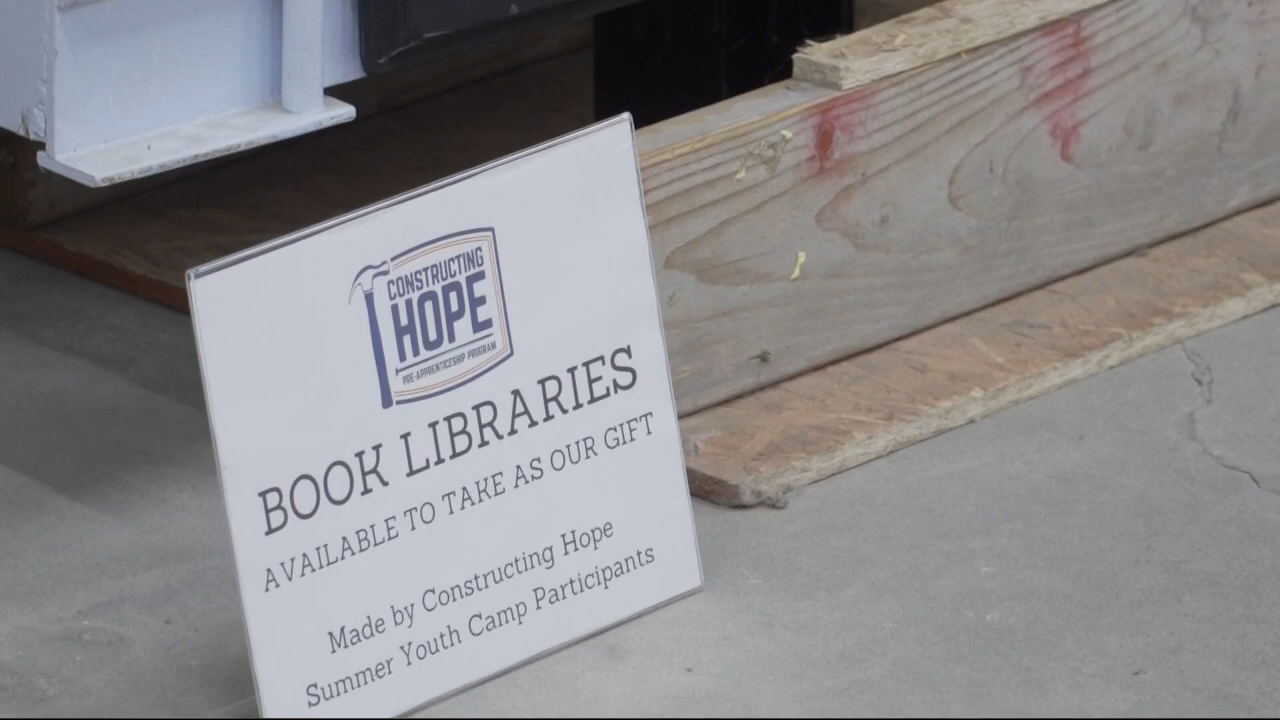 CONSTRUCTING
HOPE
PRE-APPRENTICESHIP PROGRAM
BOOK LIBRARIES
AVAILABLE TO TAKE AS OUR GIFT
Made by Constructing Hope
Summer Youth Camp Participants